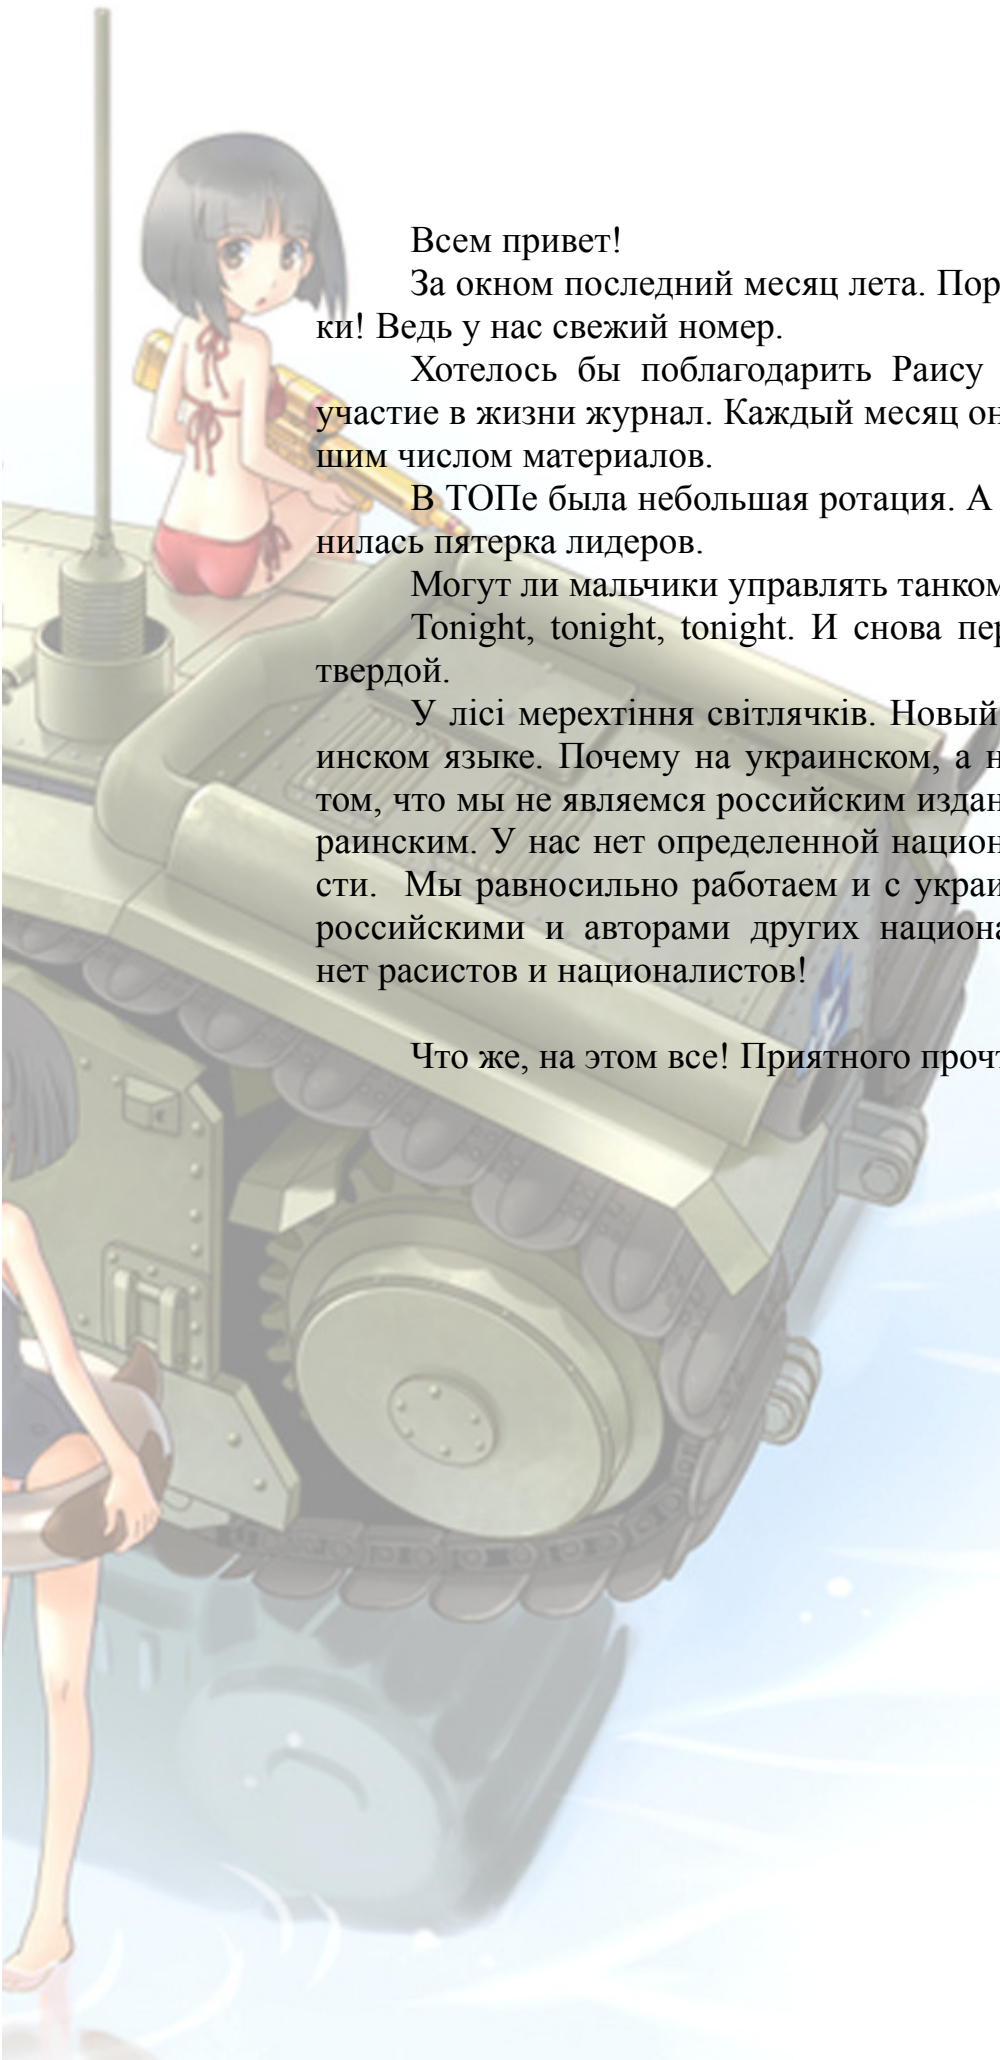 Всем привет!
За окном последний месяц лета. Пор
ки! Ведь у нас свежий номер.
Хотелось бы поблагодарить Раису
участие в жизни журнал. Каждый месяц он
шим числом материалов.
В ТОПе была небольшая ротация. А
нилась пятерка лидеров.
Могут ли мальчики управлять танком
Tonight, tonight, tonight. И снова пер
твердой.
У лісі мерехтіння світлячків. Новый
инском языке. Почему на украинском, а н
том, что мы не являемся российским издан
раинским. У нас нет определенной национ
сти. Мы равносильно работаем и с украи
российскими и авторами других национа
нет расистов и националистов!
Что же, на этом все! Приятного прочт